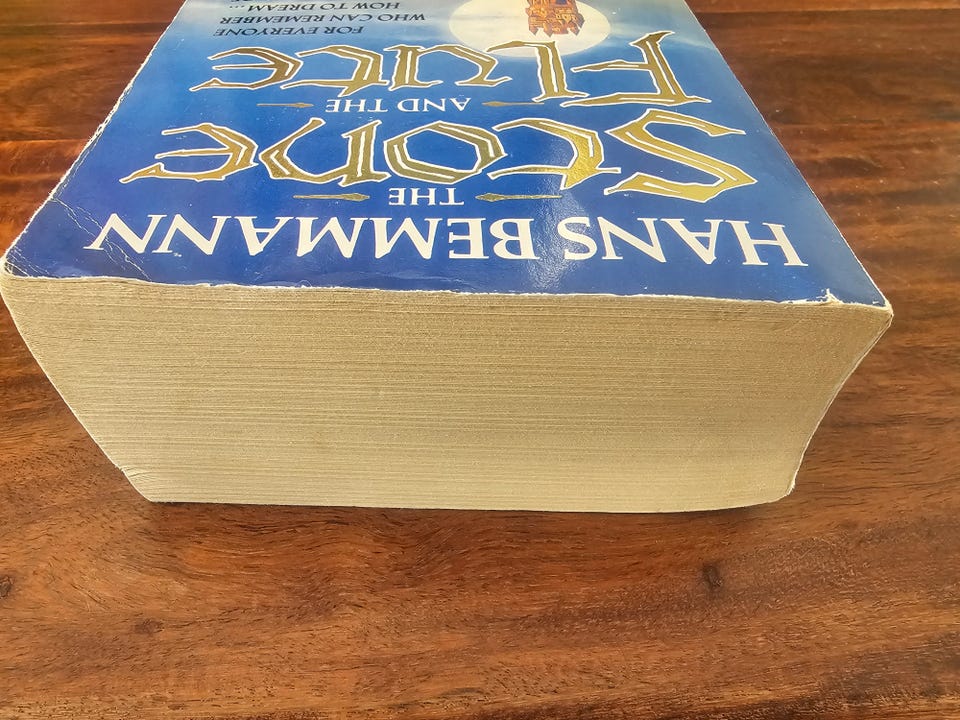 HANS BEMMANN
THE
Stone
AND THE
Flute
FOR EVERYONE
WHO CAN REMEMBER
HOW TO DREAM...